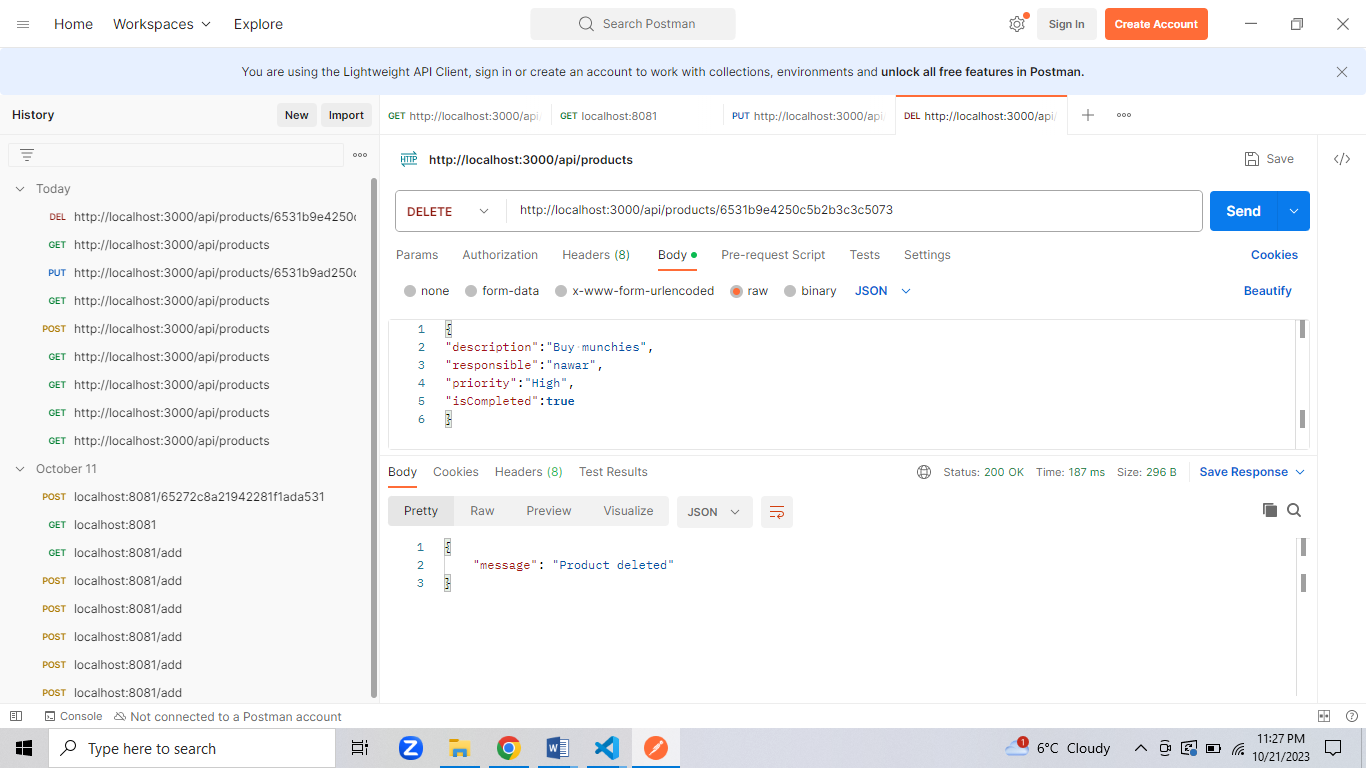 Home Workspaces Explore Search Postman Sign In Create Account
You are using the Lightweight API Client, sign in or create an account to work with collections, environments and unlock all free features in Postman.
History New Import
GET http://localhost:3000/api GET localhost:8081 PUT http://localhost:3000/api DEL http://localhost:3000/api/
HTTP http://localhost:3000/api/products Save </>
Today
DEL http://localhost:3000/api/products/6531b9e4250c
GET http://localhost:3000/api/products
PUT http://localhost:3000/api/products/6531b9ad250c
GET http://localhost:3000/api/products
POST http://localhost:3000/api/products
GET http://localhost:3000/api/products
GET http://localhost:3000/api/products
GET http://localhost:3000/api/products
GET http://localhost:3000/api/products
October 11
POST localhost:8081/65272c8a21942281f1ada531
GET localhost:8081
GET localhost:8081/add
POST localhost:8081/add
POST localhost:8081/add
POST localhost:8081/add
POST localhost:8081/add
POST localhost:8081/add
DELETE http://localhost:3000/api/products/6531b9e4250c5b2b3c3c5073 Send
Params Authorization Headers (8) Body Pre-request Script Tests Settings Cookies
none form-data x-www-form-urlencoded raw binary JSON Beautify
1 {
2 "description":"Buy munchies",
3 "responsible":"nawar",
4 "priority":"High",
5 "isCompleted":true
6 }
Body Cookies Headers (8) Test Results Status: 200 OK Time: 187 ms Size: 296 B Save Response
Pretty Raw Preview Visualize JSON
1 {
2 "message": "Product deleted"
3 }
Console Not connected to a Postman account
Type here to search Z W 1 6°C Cloudy 11:27 PM
10/21/2023